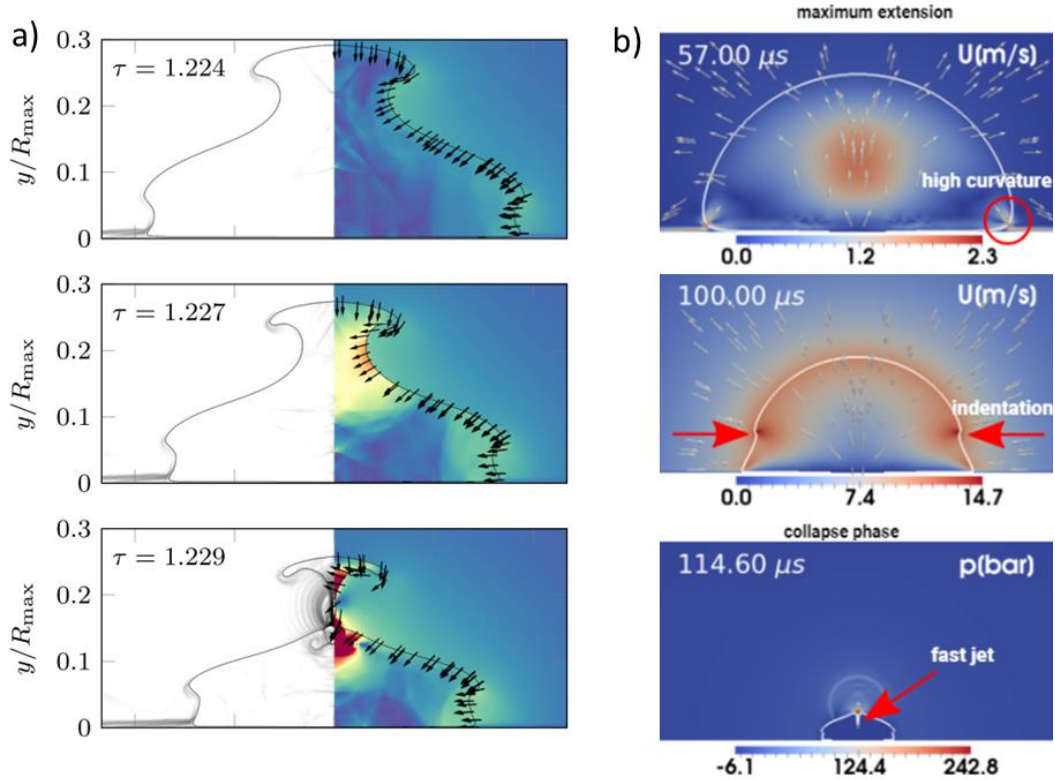 a)
0.3
τ = 1.224
0.2
0.1
0
y/Rmax
0.3
τ = 1.227
0.2
0.1
0
y/Rmax
0.3
τ = 1.229
0.2
0.1
0
y/Rmax
b)
maximum extension
57.00 μs U(m/s)
high curvature
0.0 1.2 2.3
100.00 μs U(m/s)
indentation
0.0 7.4 14.7
collapse phase
114.60 μs p(bar)
fast jet
-6.1 124.4 242.8